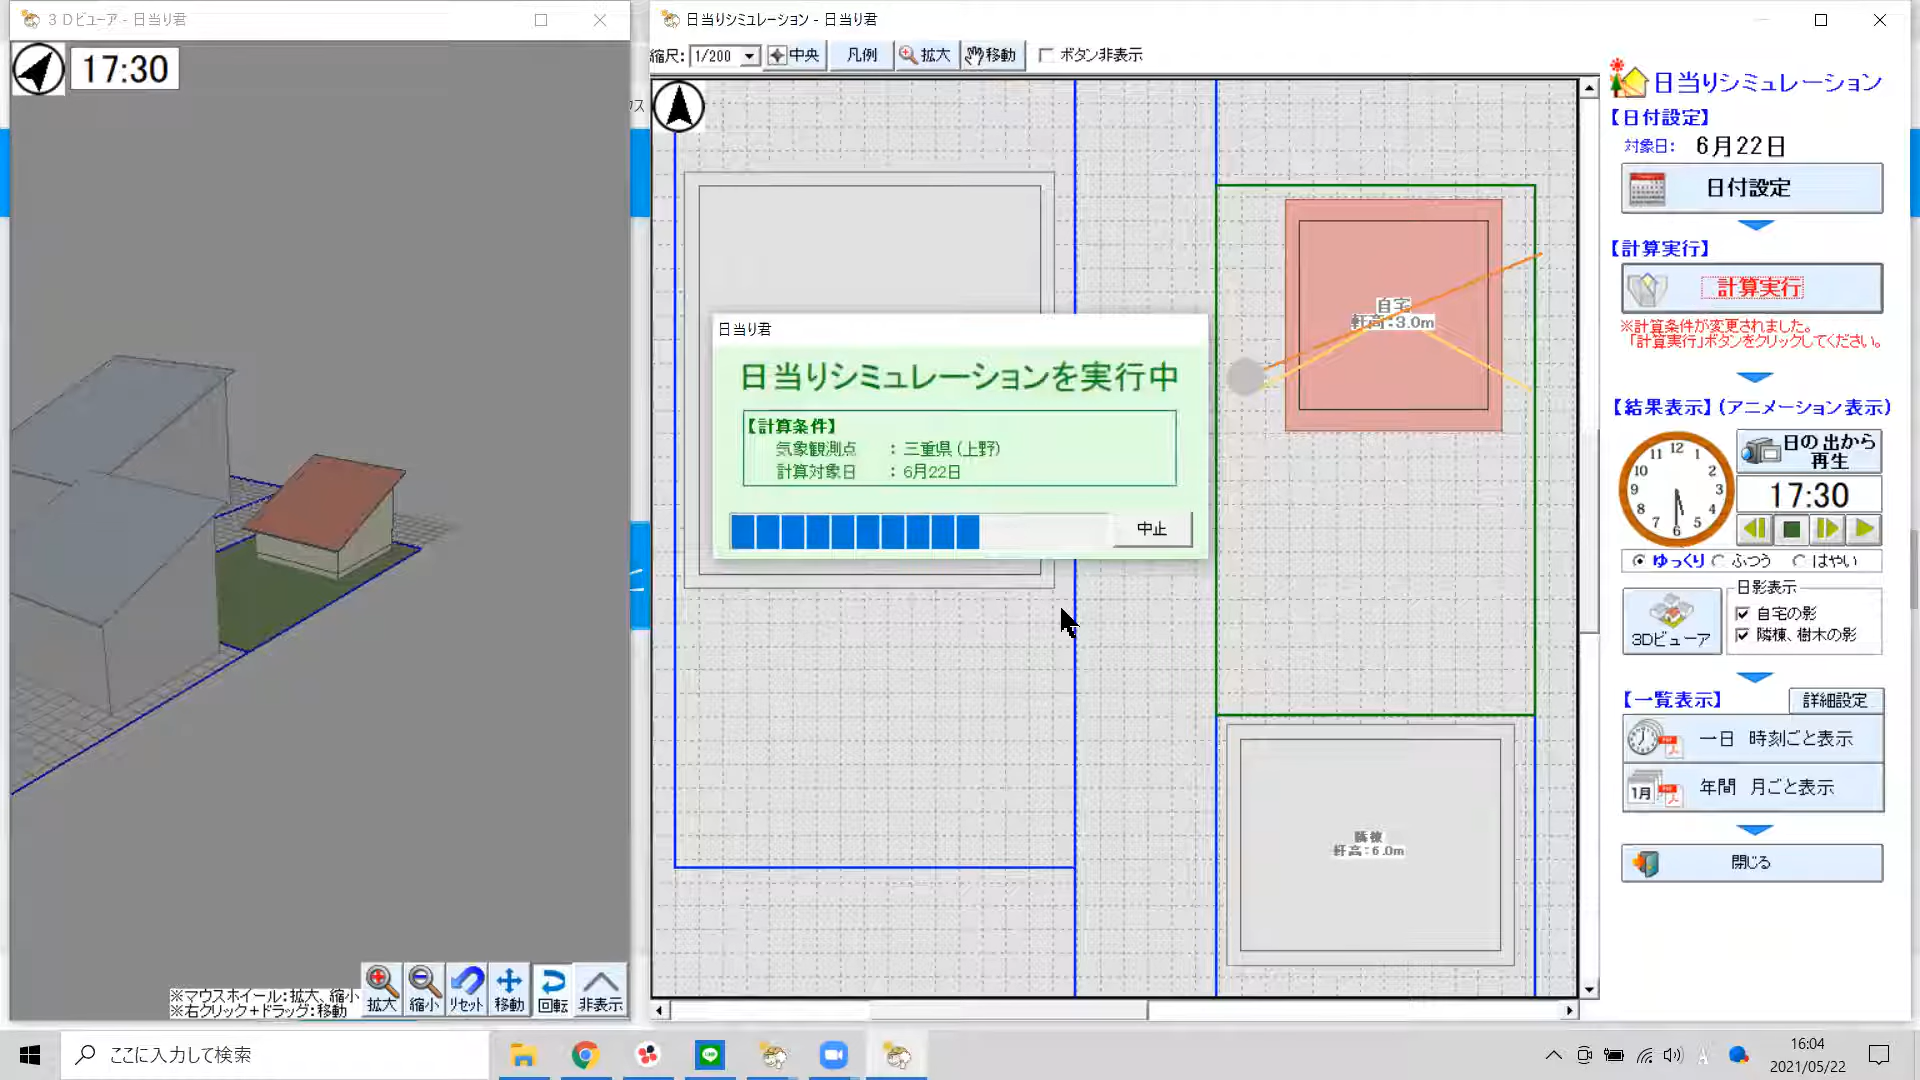 3Dビューア - 日当り君
17:30
※マウスホイール:拡大、縮小
※右クリック+ドラッグ:移動
拡大
縮小
リセット
移動
回転
非表示
日当りシミュレーション - 日当り君
縮尺: 1/200
中央
凡例
拡大
移動
ボタン非表示
自宅
軒高:3.0m
隣棟
軒高:6.0m
日当り君
日当りシミュレーションを実行中
【計算条件】
気象観測点 : 三重県(上野)
計算対象日 : 6月22日
中止
日当りシミュレーション
【日付設定】
対象日: 6月22日
日付設定
【計算実行】
計算実行
※計算条件が変更されました。
「計算実行」ボタンをクリックしてください。
【結果表示】(アニメーション表示)
12 1 2 3 4 5 6 7 8 9 10 11
日の出から
再生
17:30
ゆっくり ふつう はやい
3Dビューア
日影表示
自宅の影
隣棟、樹木の影
【一覧表示】
詳細設定
一日 時刻ごと表示
1月
年間 月ごと表示
閉じる
ここに入力して検索
16:04
2021/05/22